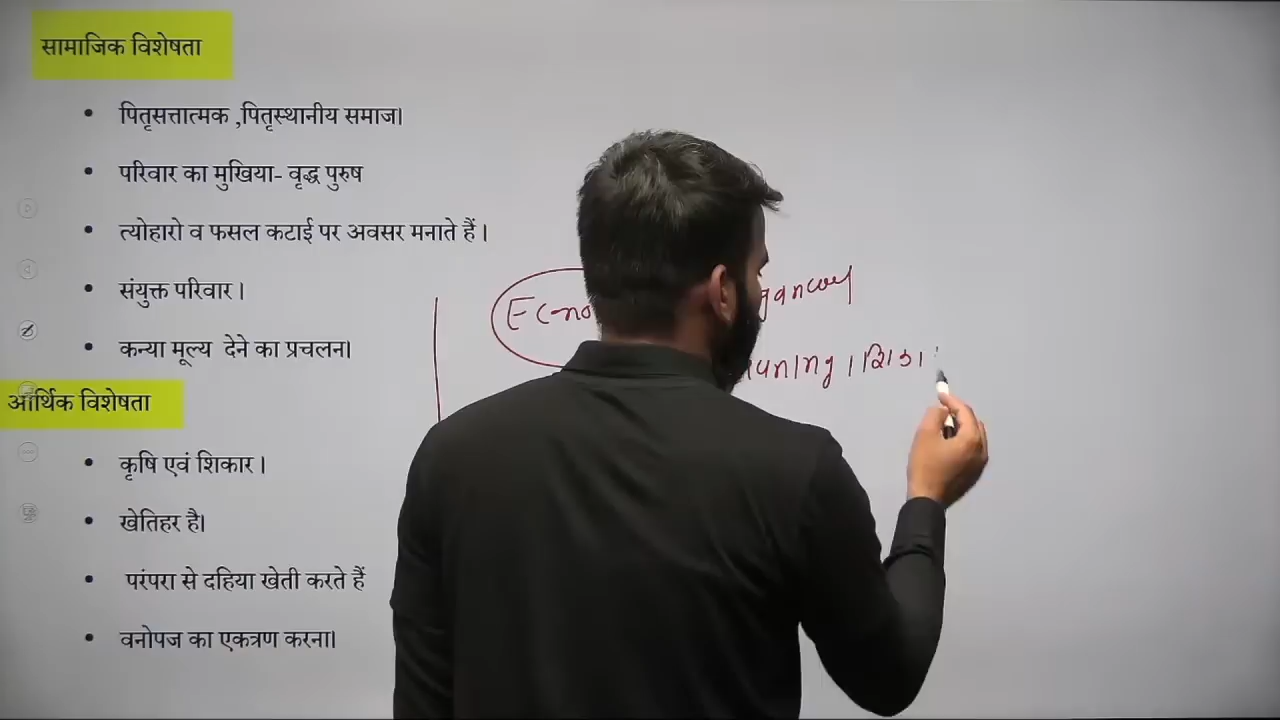 सामाजिक विशेषता
• पितृसत्तात्मक ,पितृस्थानीय समाज।
• परिवार का मुखिया- वृद्ध पुरुष
• त्योहारो व फसल कटाई पर अवसर मनाते हैं ।
• संयुक्त परिवार ।
• कन्या मूल्य देने का प्रचलन।
आर्थिक विशेषता
• कृषि एवं शिकार ।
• खेतिहर है।
• परंपरा से दहिया खेती करते हैं
• वनोपज का एकत्रण करना।